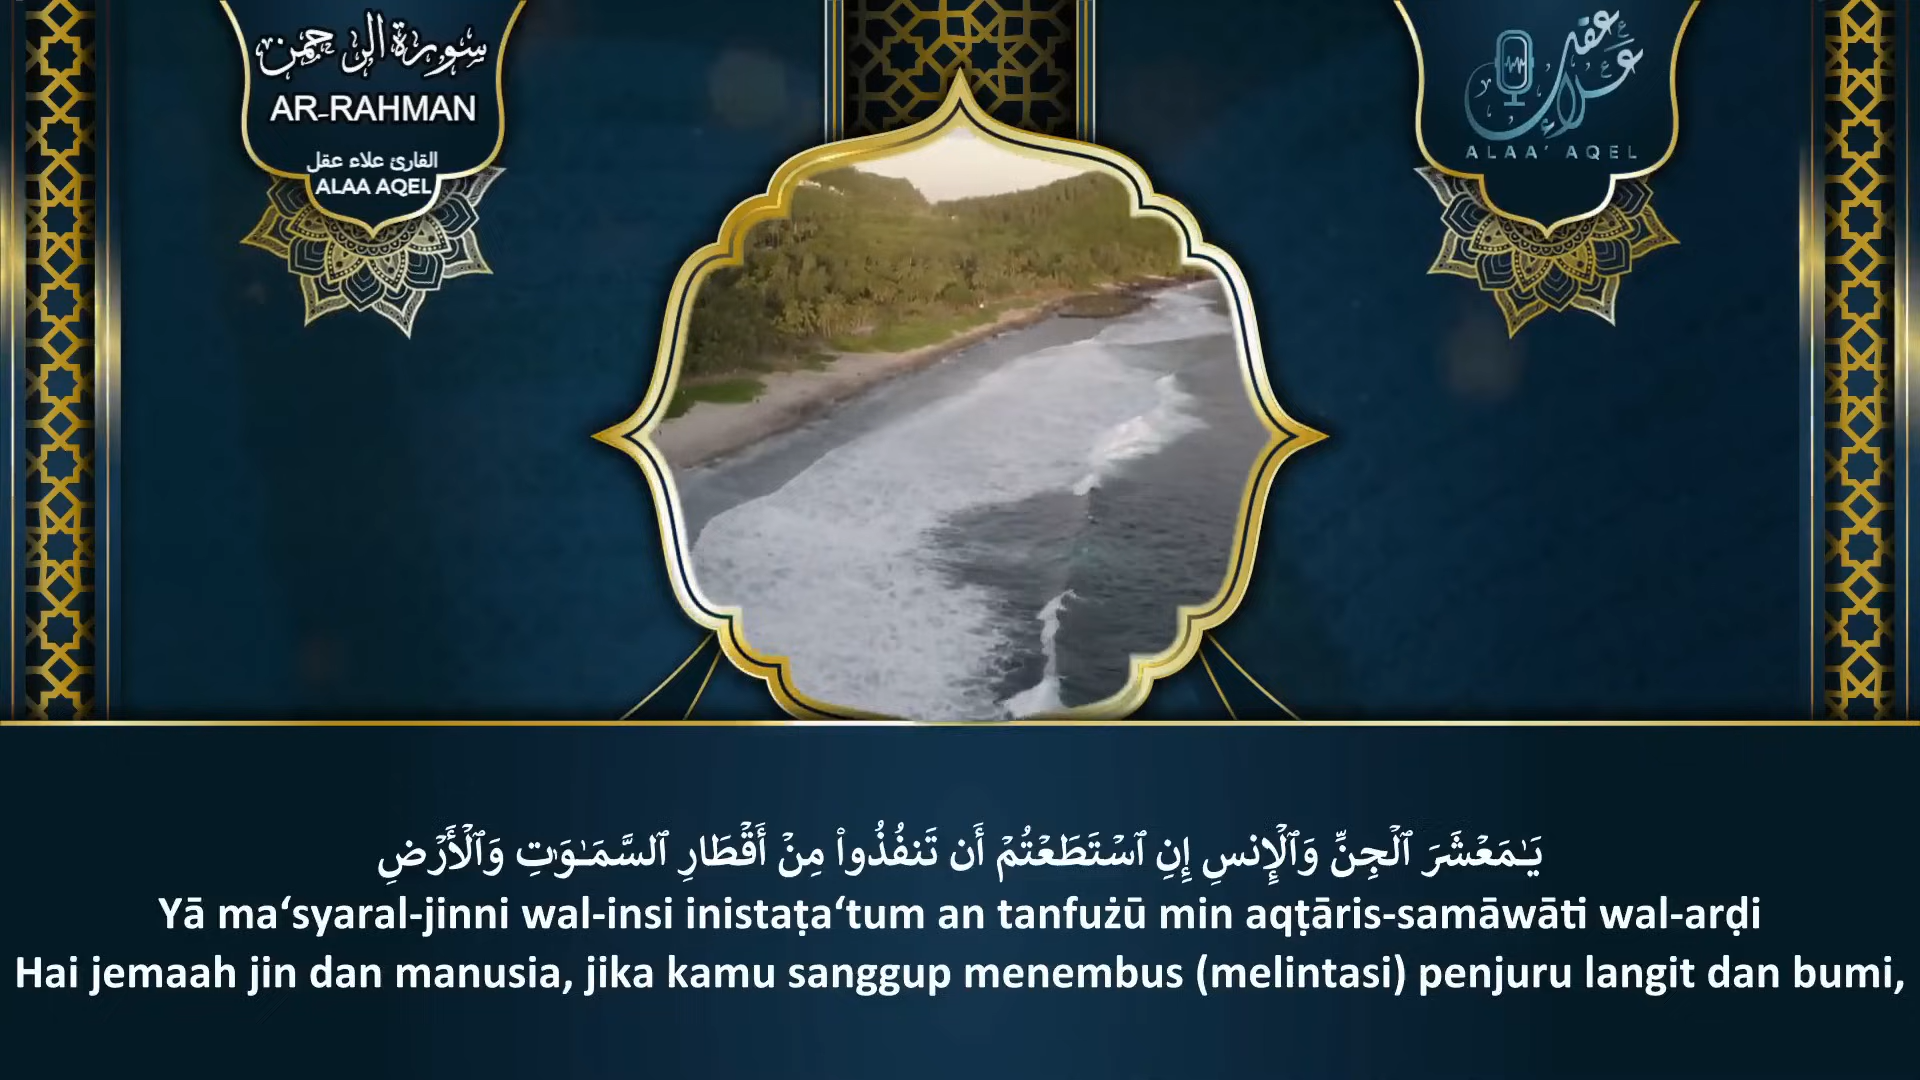 سورة الرحمن
AR-RAHMAN
القارئ علاء عقل
ALAA AQEL
علاء عقل
ALAA' AQEL
يَـٰمَعْشَرَ ٱلْجِنِّ وَٱلْإِنسِ إِنِ ٱسْتَطَعْتُمْ أَن تَنفُذُوا۟ مِنْ أَقْطَارِ ٱلسَّمَـٰوَٰتِ وَٱلْأَرْضِ
Yā ma‘syaral-jinni wal-insi inistaṭa‘tum an tanfużū min aqṭāris-samāwāti wal-arḍi
Hai jemaah jin dan manusia, jika kamu sanggup menembus (melintasi) penjuru langit dan bumi,